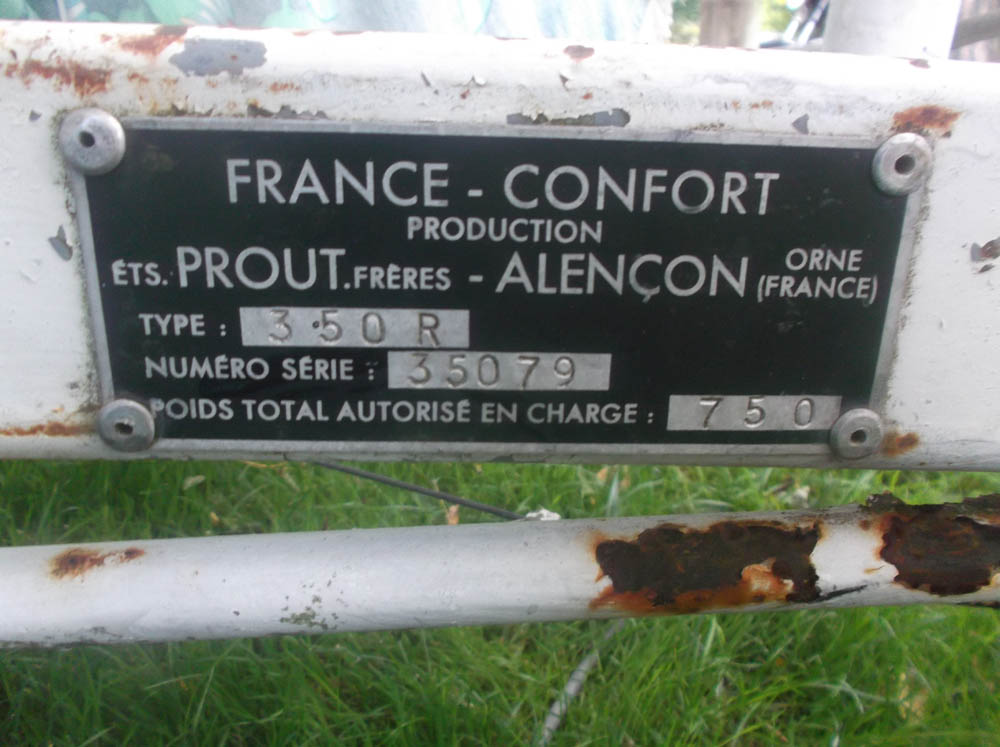 FRANCE - CONFORT
PRODUCTION
ÉTS. PROUT. FRÈRES - ALENÇON ORNE (FRANCE)
TYPE : 350 R
NUMÉRO SÉRIE : 35079
POIDS TOTAL AUTORISÉ EN CHARGE : 750